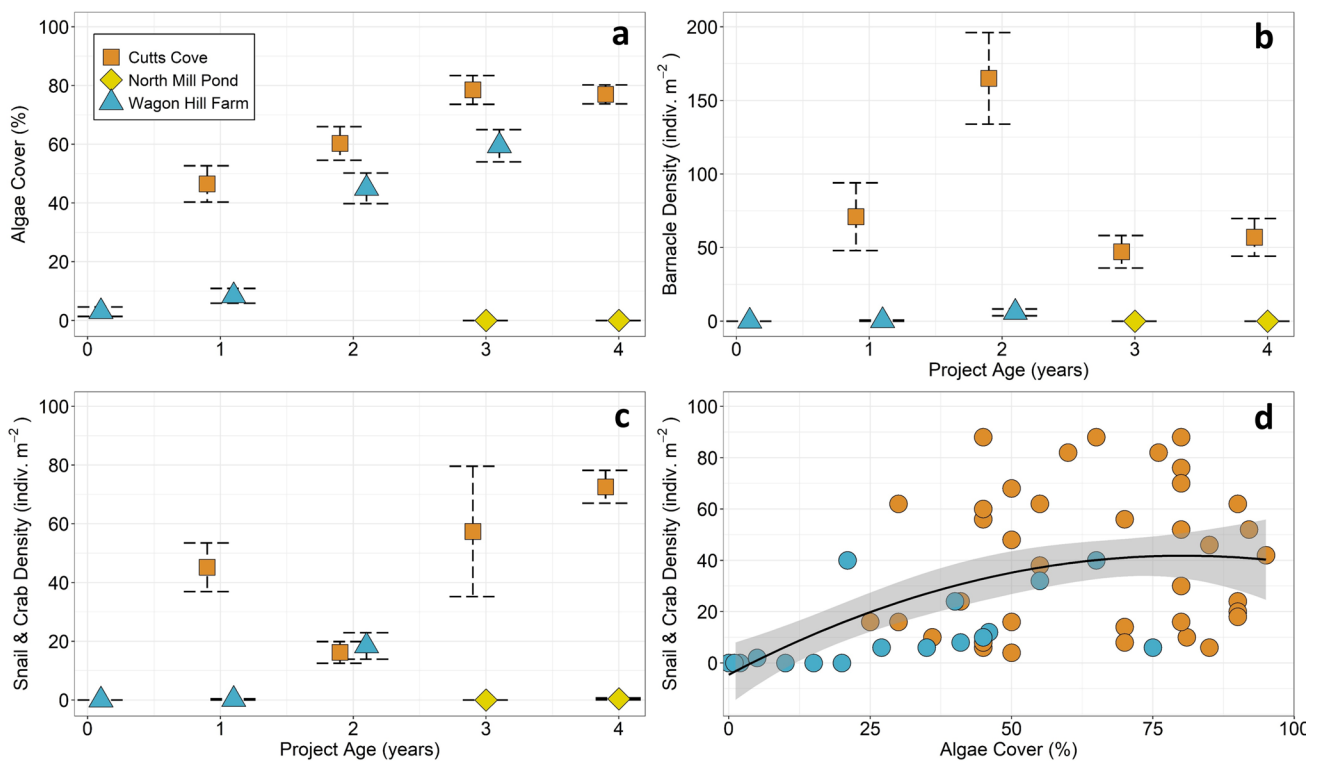 a
Algae Cover (%)
100
80
60
40
20
0
Cutts Cove
North Mill Pond
Wagon Hill Farm
0 1 2 3 4
b
Barnacle Density (indiv. m⁻²)
200
150
100
50
0
0 1 2 3 4
Project Age (years)
c
Snail & Crab Density (indiv. m⁻²)
100
80
60
40
20
0
0 1 2 3 4
Project Age (years)
d
Snail & Crab Density (indiv. m⁻²)
100
80
60
40
20
0
0 25 50 75 100
Algae Cover (%)